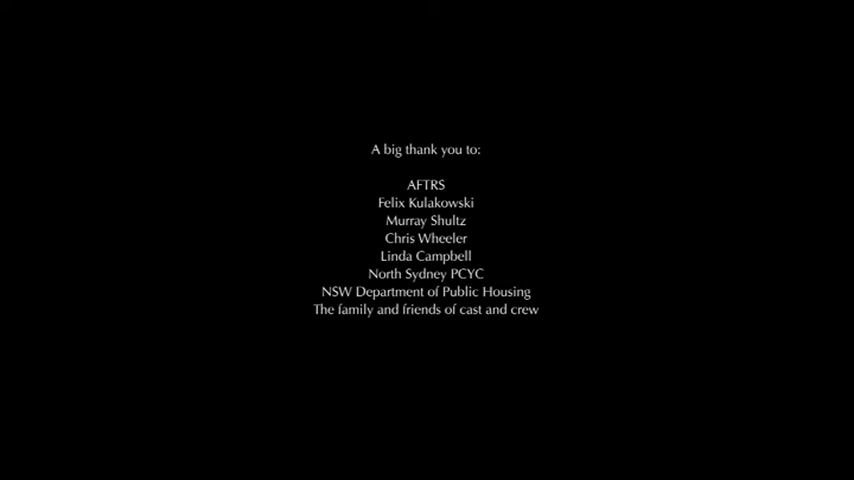 A big thank you to:
AFTRS
Felix Kulakowski
Murray Shultz
Chris Wheeler
Linda Campbell
North Sydney PCYC
NSW Department of Public Housing
The family and friends of cast and crew